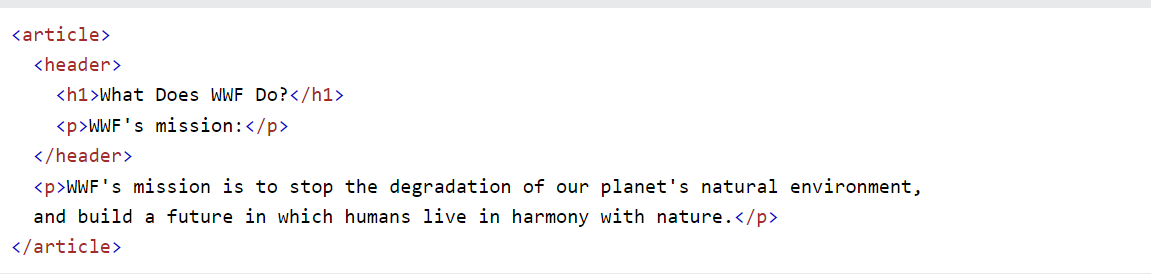 <article>
<header>
<h1>What Does WWF Do?</h1>
<p>WWF's mission:</p>
</header>
<p>WWF's mission is to stop the degradation of our planet's natural environment,
and build a future in which humans live in harmony with nature.</p>
</article>